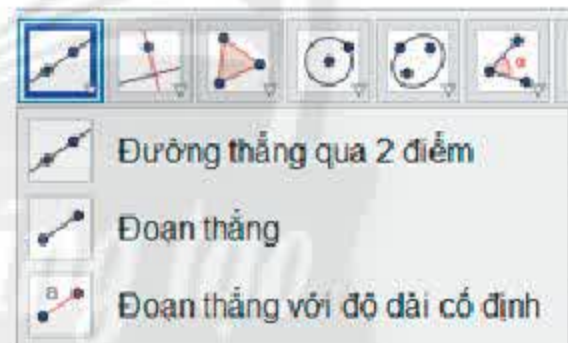 Đường thẳng qua 2 điểm
Đoạn thẳng
a
Đoạn thẳng với độ dài cố định